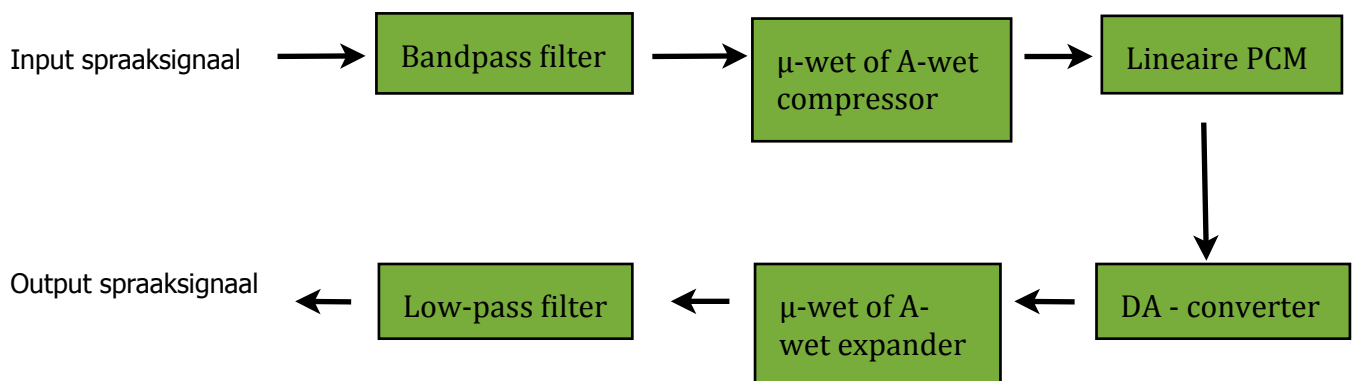 Input spraaksignaal
Bandpass filter
μ-wet of A-wet
compressor
Lineaire PCM
Output spraaksignaal
Low-pass filter
μ-wet of A-
wet expander
DA - converter